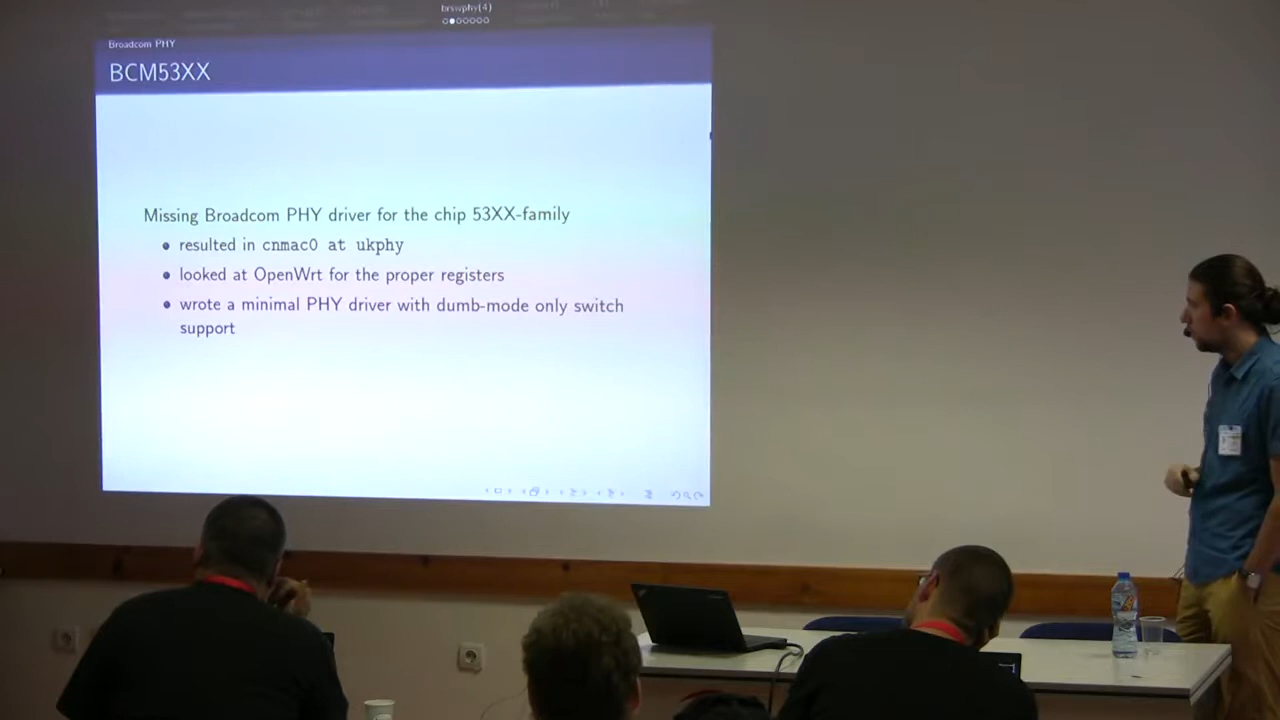 brswphy(4)
Broadcom PHY
BCM53XX
Missing Broadcom PHY driver for the chip 53XX-family
resulted in cnmac0 at ukphy
looked at OpenWrt for the proper registers
wrote a minimal PHY driver with dumb-mode only switch
support